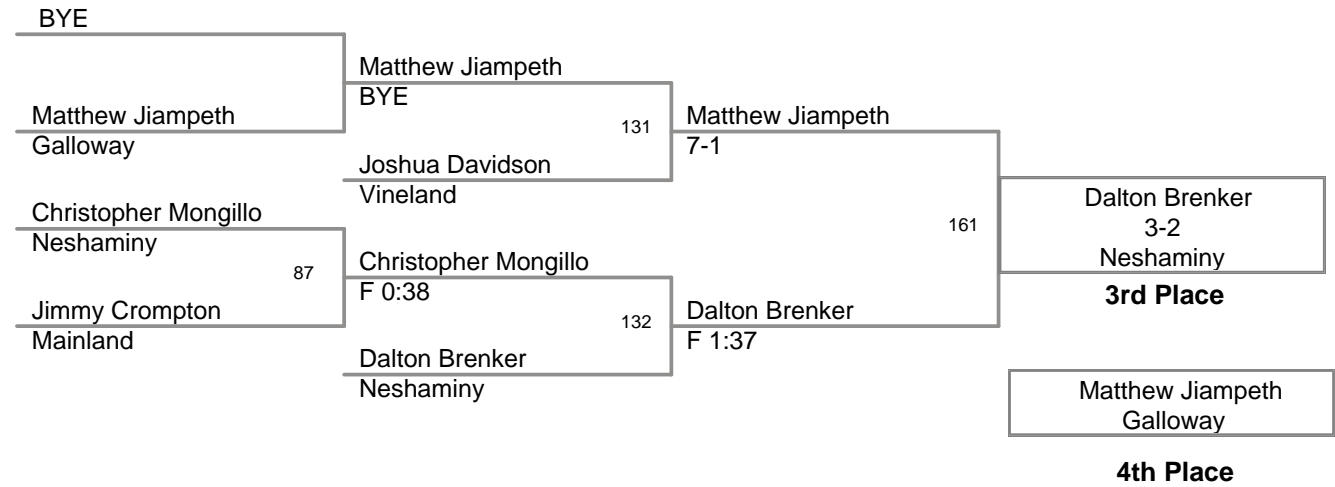 BYE
Matthew Jiampeth
BYE
Matthew Jiampeth
Galloway
131
Matthew Jiampeth
7-1
Joshua Davidson
Vineland
Christopher Mongillo
Neshaminy
87
Christopher Mongillo
F 0:38
Jimmy Crompton
Mainland
132
Dalton Brenker
F 1:37
Dalton Brenker
Neshaminy
161
Dalton Brenker
3-2
Neshaminy
3rd Place
Matthew Jiampeth
Galloway
4th Place